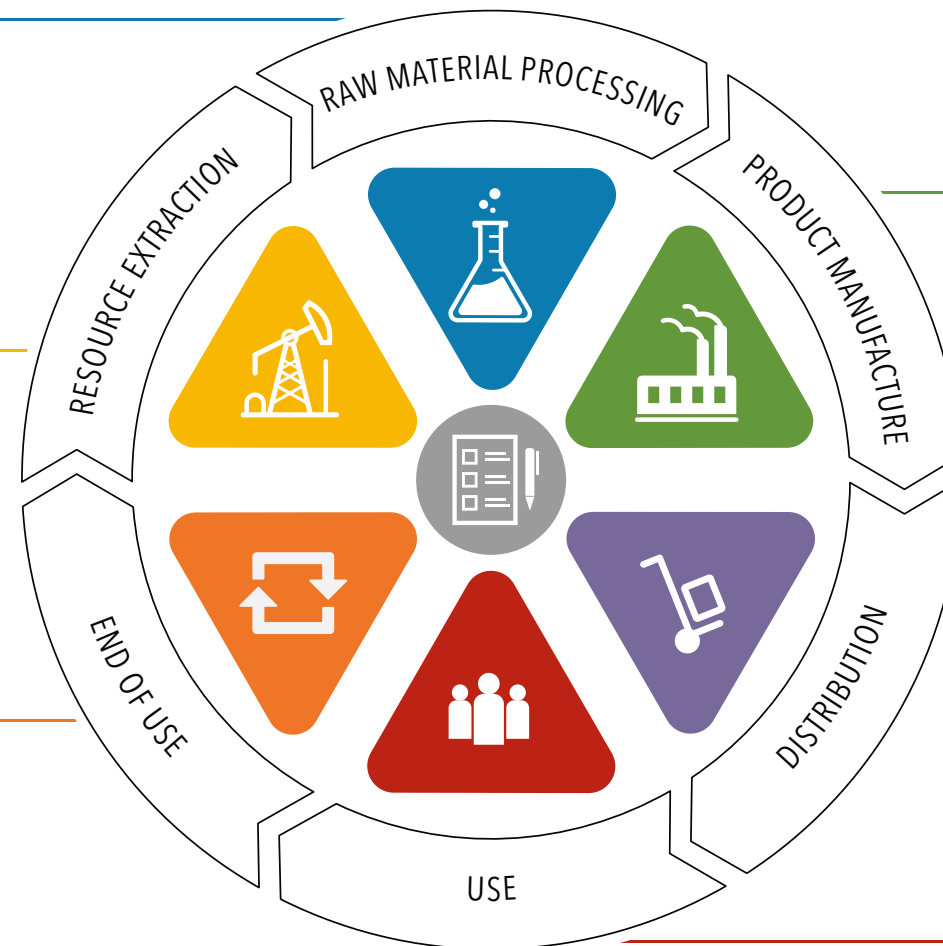 RAW MATERIAL PROCESSING
PRODUCT MANUFACTURE
DISTRIBUTION
USE
END OF USE
RESOURCE EXTRACTION